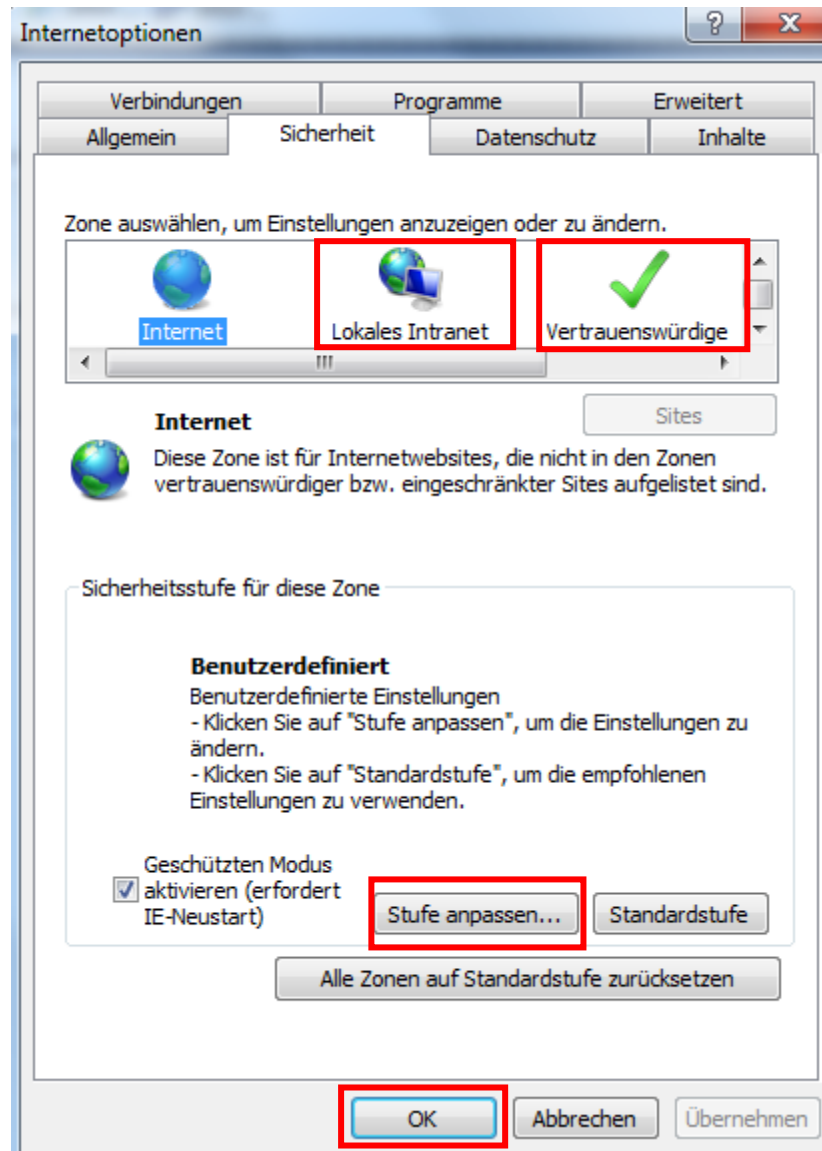 Internetoptionen
Verbindungen Programme Erweitert
Allgemein Sicherheit Datenschutz Inhalte
Zone auswählen, um Einstellungen anzuzeigen oder zu ändern.
Internet Lokales Intranet Vertrauenswürdige
Internet
Sites
Diese Zone ist für Internetwebsites, die nicht in den Zonen
vertrauenswürdiger bzw. eingeschränkter Sites aufgelistet sind.
Sicherheitsstufe für diese Zone
Benutzerdefiniert
Benutzerdefinierte Einstellungen
- Klicken Sie auf "Stufe anpassen", um die Einstellungen zu
ändern.
- Klicken Sie auf "Standardstufe", um die empfohlenen
Einstellungen zu verwenden.
Geschützten Modus
aktivieren (erfordert
IE-Neustart)
Stufe anpassen... Standardstufe
Alle Zonen auf Standardstufe zurücksetzen
OK Abbrechen Übernehmen